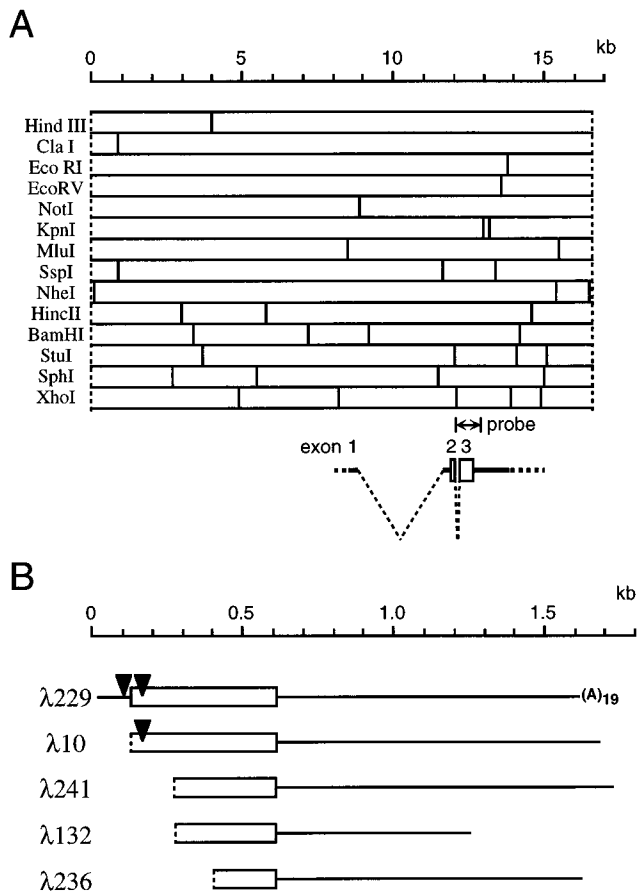 A
0 5 10 15 kb
Hind III
Cla I
Eco RI
EcoRV
NotI
KpnI
MluI
SspI
NheI
HincII
BamHI
StuI
SphI
XhoI
probe
exon 1 2 3
B
0 0.5 1.0 1.5 kb
λ229 (A)19
λ10
λ241
λ132
λ236